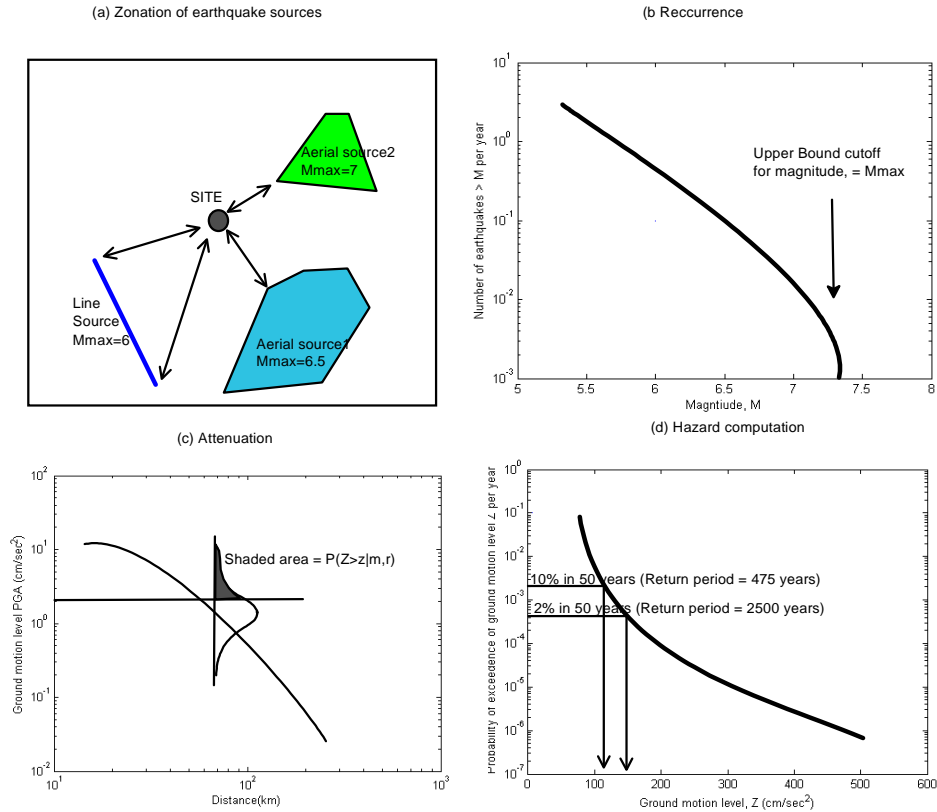 (a) Zonation of earthquake sources
SITE
Aerial source2
Mmax=7
Line
Source
Mmax=6
Aerial source1
Mmax=6.5
(b) Reccurrence
Number of earthquakes > M per year
10^1
10^0
10^-1
10^-2
10^-3
Upper Bound cutoff
for magnitude, = Mmax
5 5.5 6 6.5 7 7.5 8
Magntiude, M
(c) Attenuation
Ground motion level PGA (cm/sec^2)
10^2
10^1
10^0
10^-1
10^-2
Shaded area = P(Z>z|m,r)
10^1 10^2 10^3
Distance(km)
(d) Hazard computation
Probability of exceedence of ground motion level Z per year
10^0
10^-1
10^-2
10^-3
10^-4
10^-5
10^-6
10^-7
10% in 50 years (Return period = 475 years)
2% in 50 years (Return period = 2500 years)
0 100 200 300 400 500 600
Ground motion level, Z (cm/sec^2)